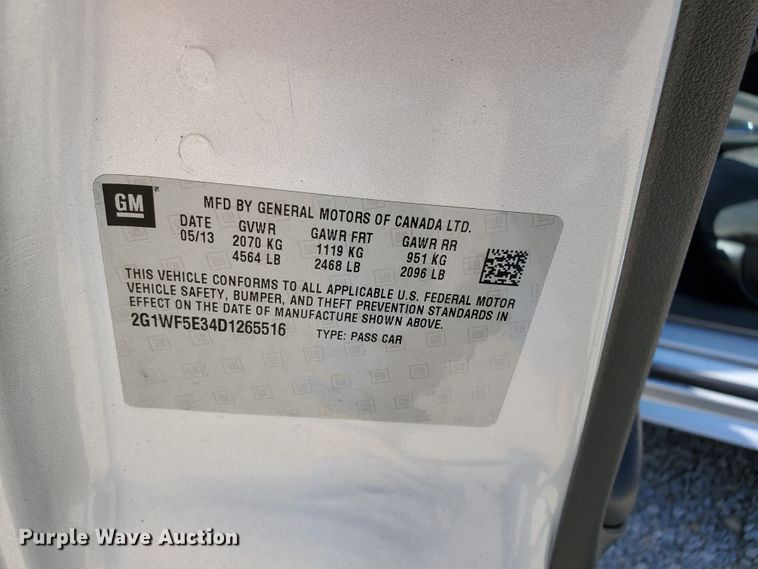 GM
MFD BY GENERAL MOTORS OF CANADA LTD.
DATE GVWR GAWR FRT GAWR RR
05/13 2070 KG 1119 KG 951 KG
4564 LB 2468 LB 2096 LB
THIS VEHICLE CONFORMS TO ALL APPLICABLE U.S. FEDERAL MOTOR
VEHICLE SAFETY, BUMPER, AND THEFT PREVENTION STANDARDS IN
EFFECT ON THE DATE OF MANUFACTURE SHOWN ABOVE.
2G1WF5E34D1265516 TYPE: PASS CAR
Purple Wave Auction